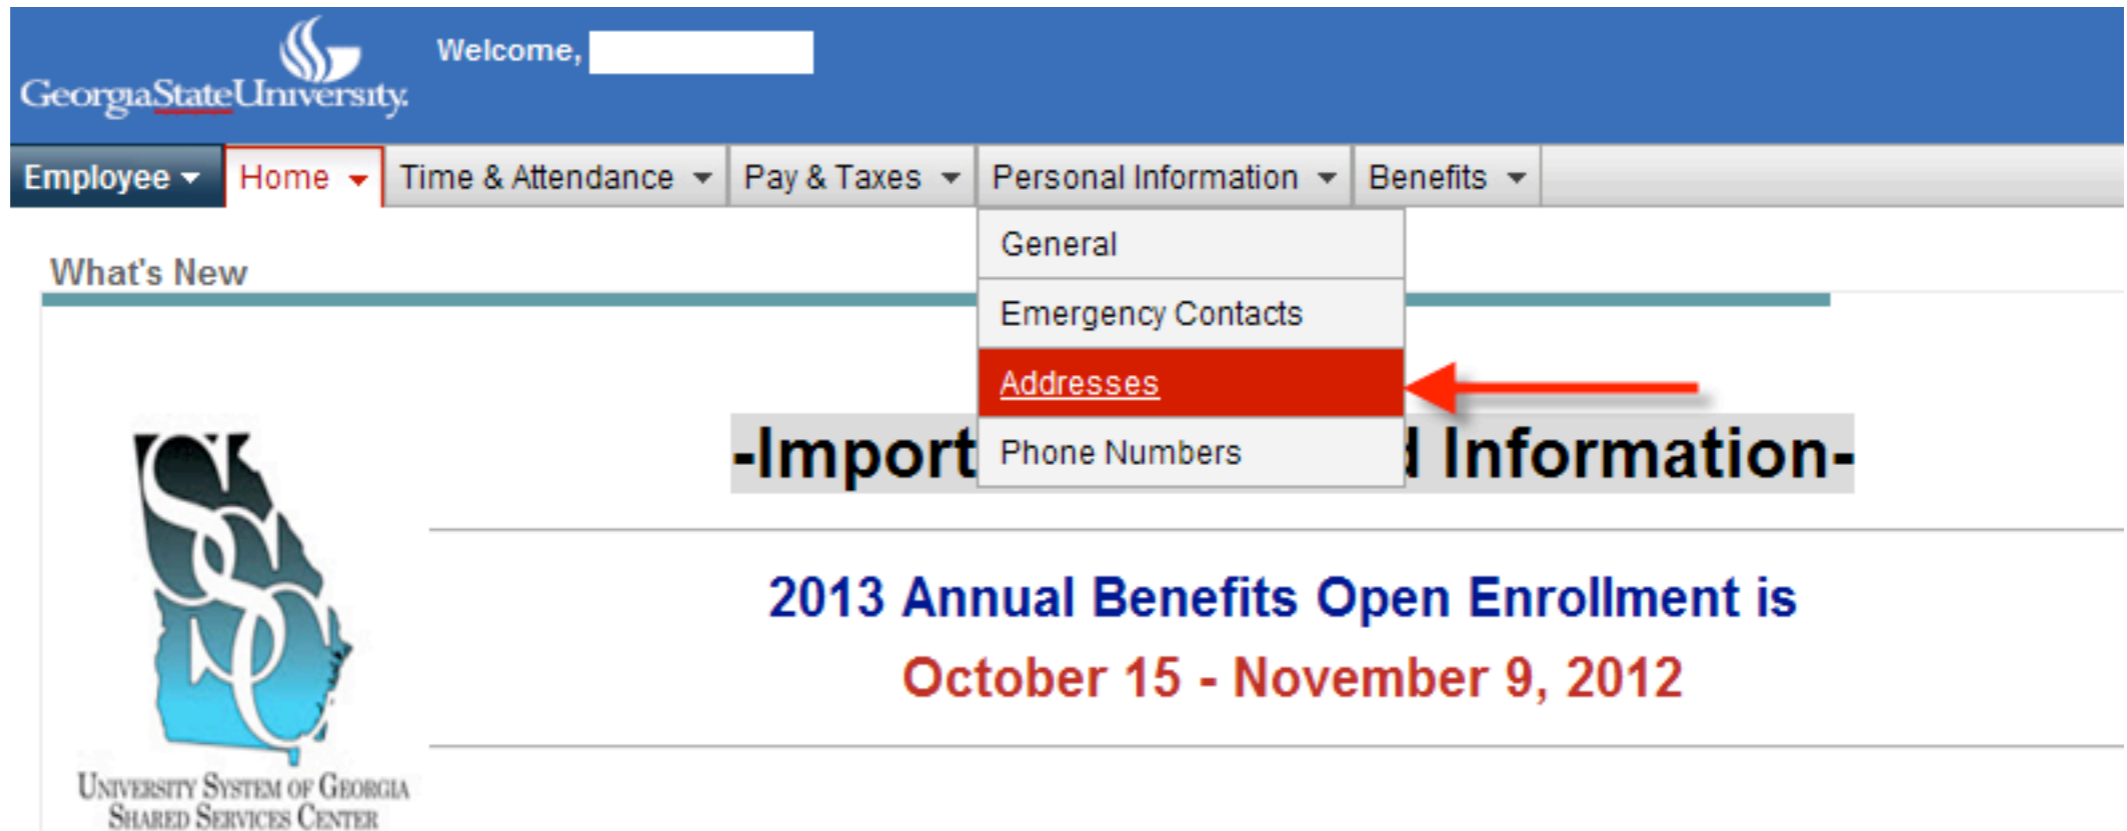 GeorgiaStateUniversity.
Welcome,
Employee Home Time & Attendance Pay & Taxes Personal Information Benefits
General
What's New
Emergency Contacts
Addresses
Phone Numbers
-Import Information-
2013 Annual Benefits Open Enrollment is
October 15 - November 9, 2012
SSC
UNIVERSITY SYSTEM OF GEORGIA
SHARED SERVICES CENTER